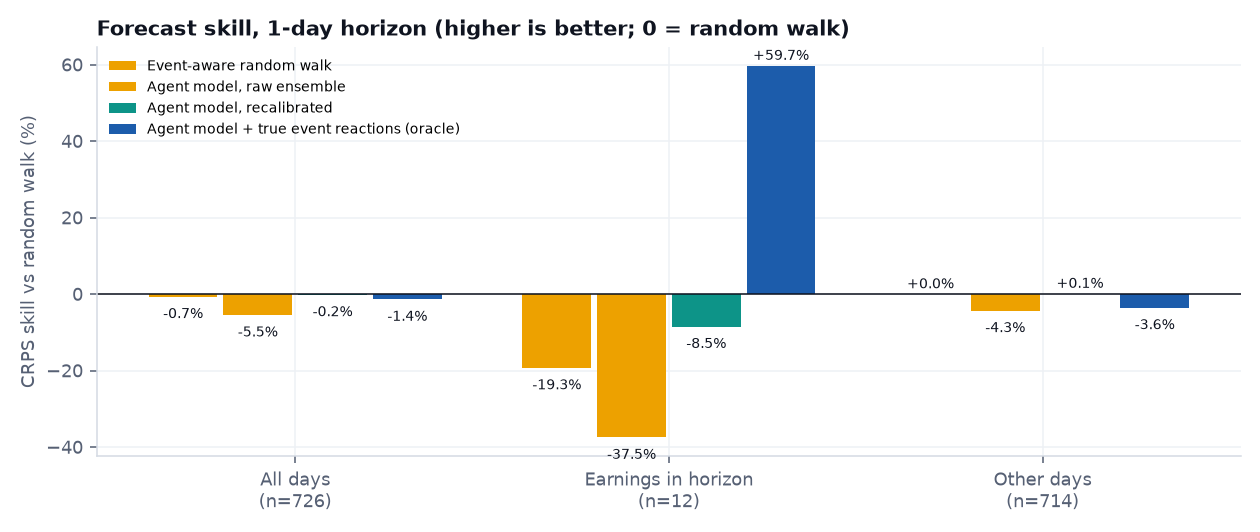 Forecast skill, 1-day horizon (higher is better; 0 = random walk)
Event-aware random walk
Agent model, raw ensemble
Agent model, recalibrated
Agent model + true event reactions (oracle)
CRPS skill vs random walk (%)
60
40
20
0
−20
−40
-0.7%
-5.5%
-0.2%
-1.4%
-19.3%
-37.5%
-8.5%
+59.7%
+0.0%
-4.3%
+0.1%
-3.6%
All days
(n=726)
Earnings in horizon
(n=12)
Other days
(n=714)